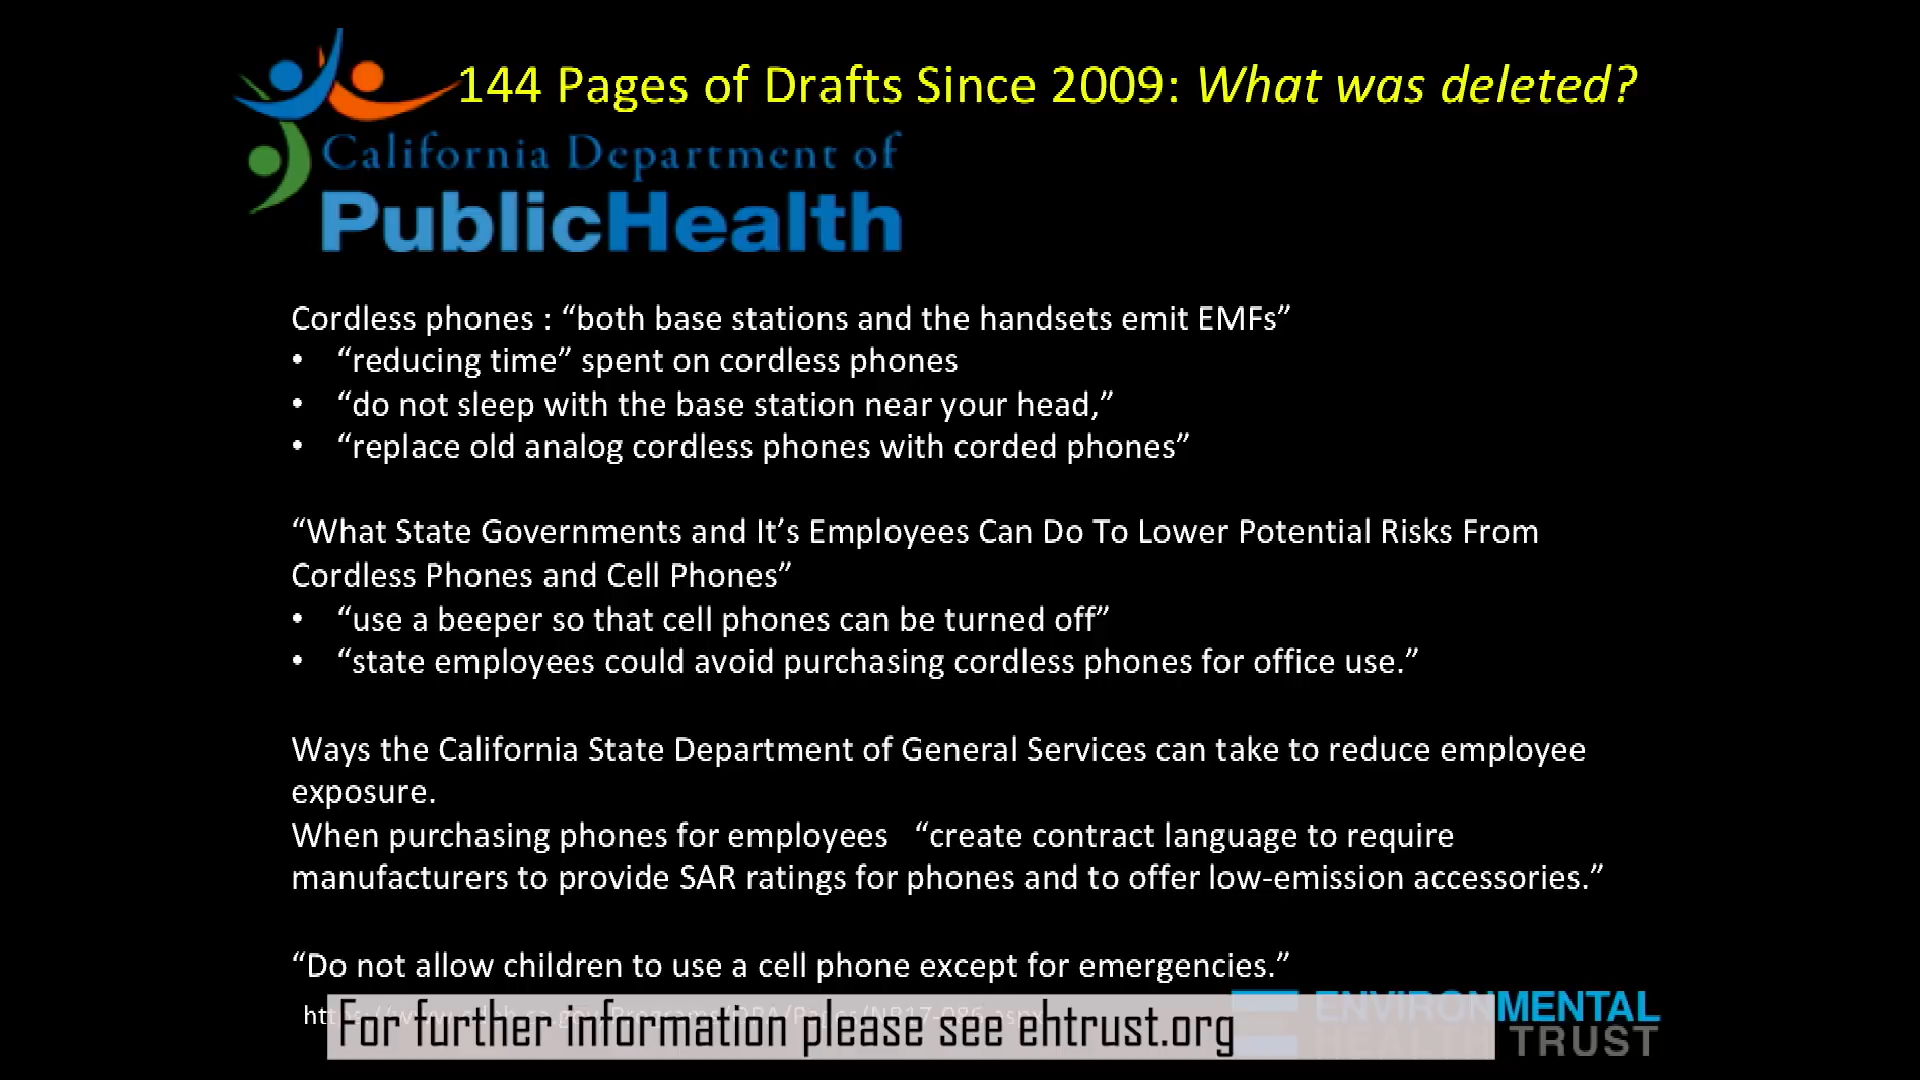 144 Pages of Drafts Since 2009: What was deleted?
California Department of
PublicHealth
Cordless phones : “both base stations and the handsets emit EMFs”
• “reducing time” spent on cordless phones
• “do not sleep with the base station near your head,”
• “replace old analog cordless phones with corded phones”
“What State Governments and It’s Employees Can Do To Lower Potential Risks From
Cordless Phones and Cell Phones”
• “use a beeper so that cell phones can be turned off”
• “state employees could avoid purchasing cordless phones for office use.”
Ways the California State Department of General Services can take to reduce employee
exposure.
When purchasing phones for employees “create contract language to require
manufacturers to provide SAR ratings for phones and to offer low-emission accessories.”
“Do not allow children to use a cell phone except for emergencies.”
For further information please see ehtrust.org
ENVIRONMENTAL
HEALTH TRUST